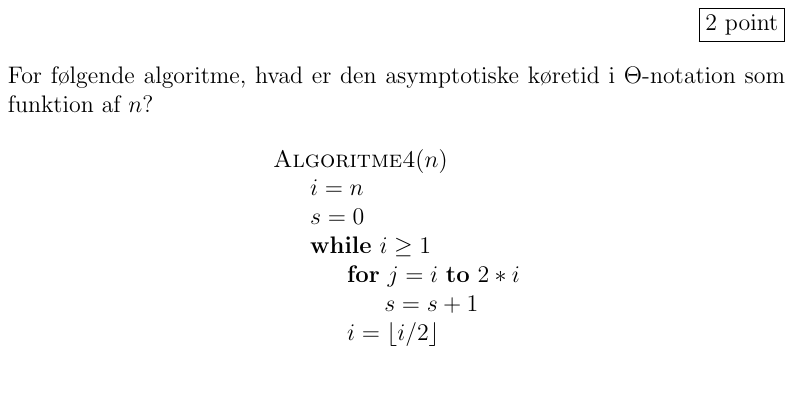 2 point
For følgende algoritme, hvad er den asymptotiske køretid i Θ-notation som
funktion af n?
ALGORITME4(n)
i = n
s = 0
while i ≥ 1
for j = i to 2 * i
s = s + 1
i = ⌊i/2⌋